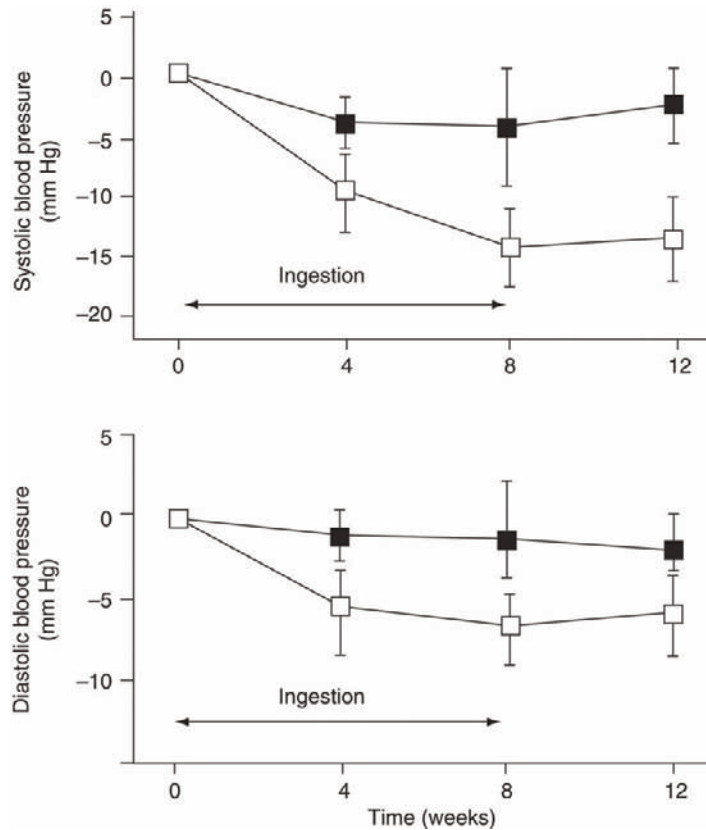 Systolic blood pressure
(mm Hg)
5
0
−5
−10
−15
−20
Ingestion
0 4 8 12
Diastolic blood pressure
(mm Hg)
5
0
−5
−10
Ingestion
0 4 8 12
Time (weeks)